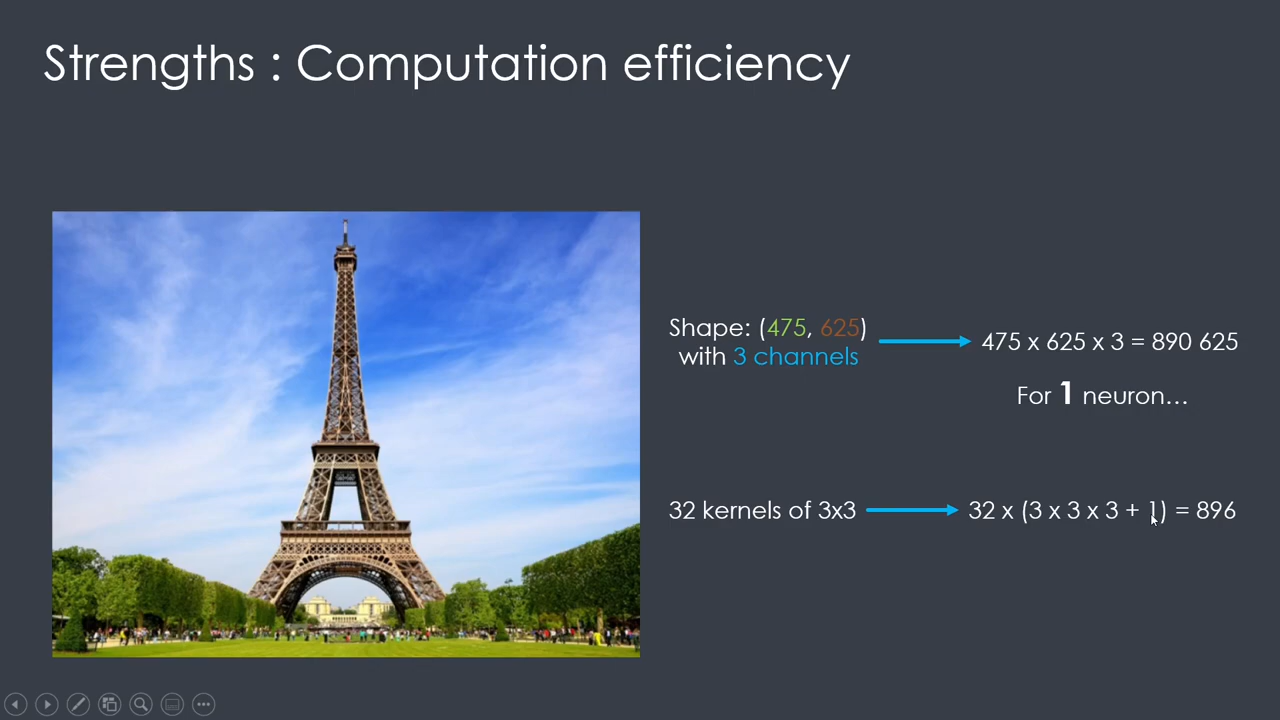 Strengths : Computation efficiency
Shape: (475, 625)
with 3 channels
475 x 625 x 3 = 890 625
For 1 neuron…
32 kernels of 3x3
32 x (3 x 3 x 3 + 1) = 896